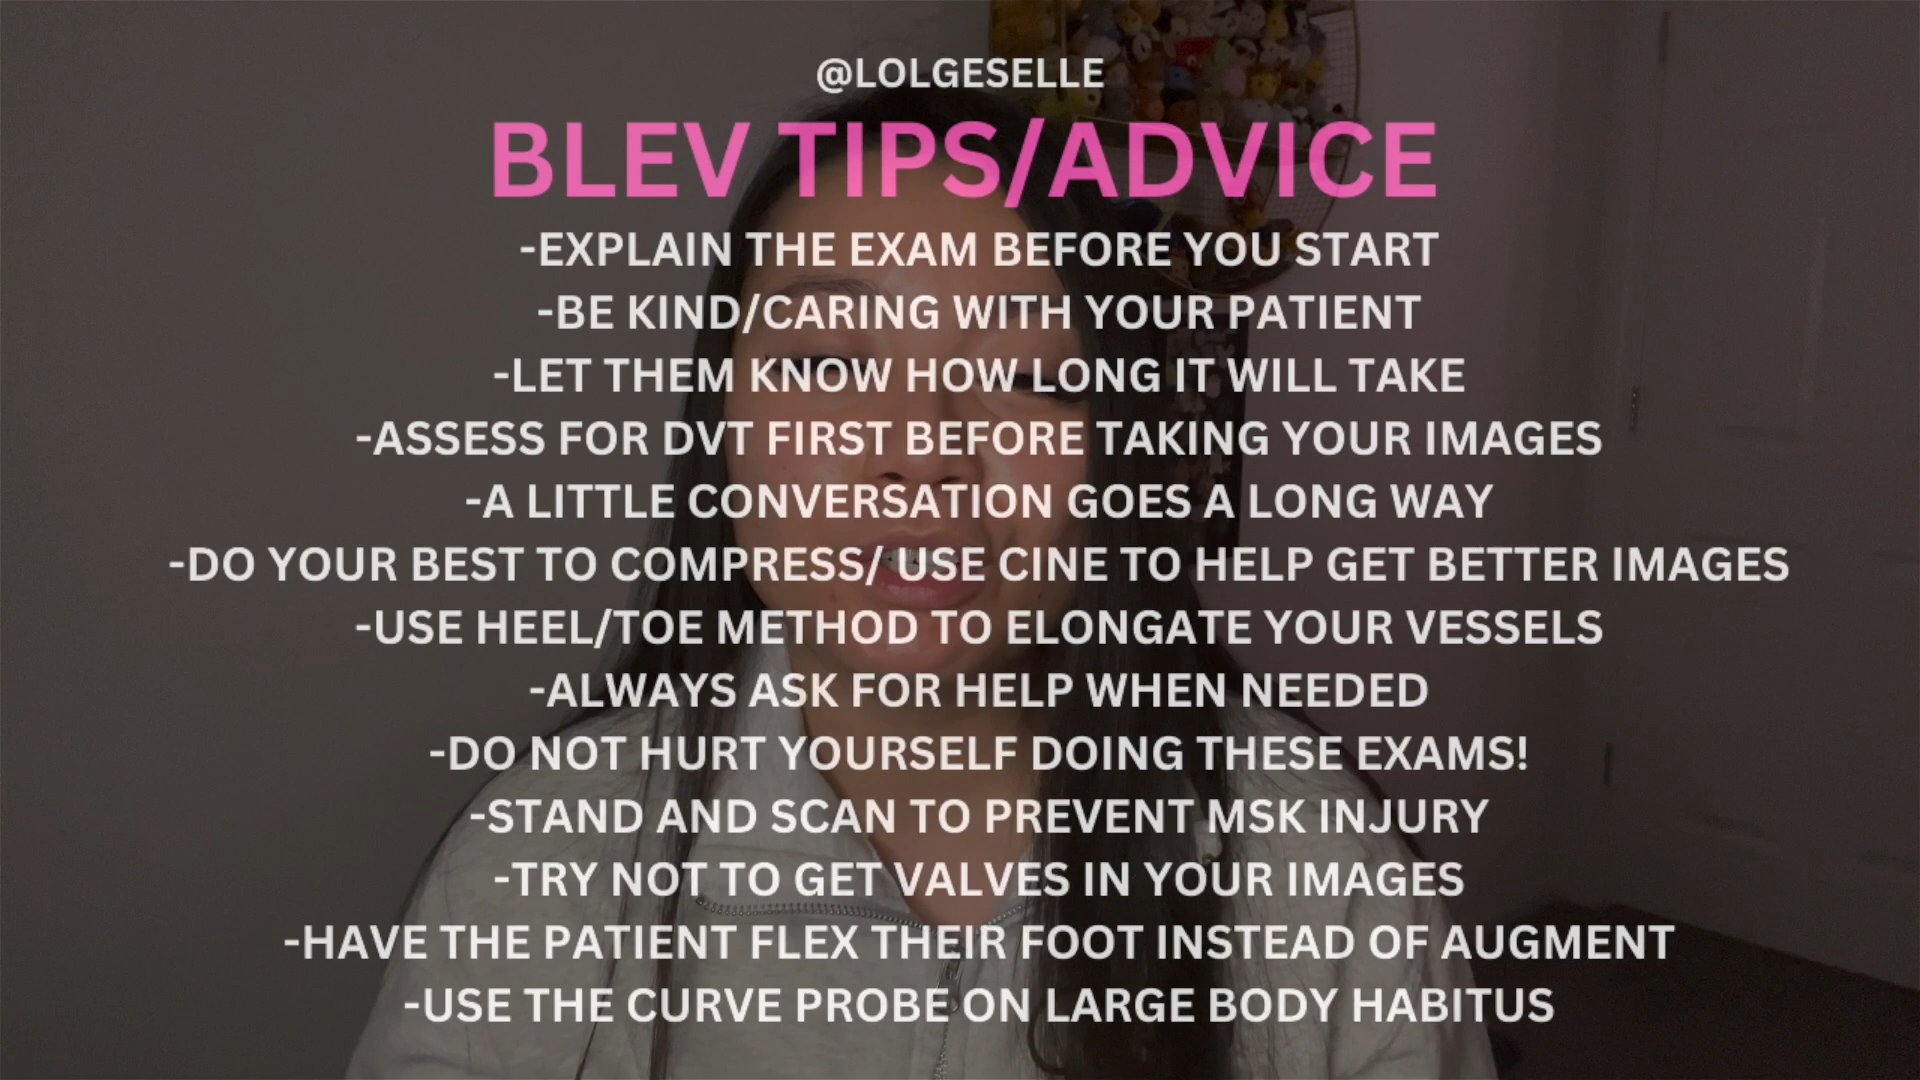 @LOLGESELLE
BLEV TIPS/ADVICE
-EXPLAIN THE EXAM BEFORE YOU START
-BE KIND/CARING WITH YOUR PATIENT
-LET THEM KNOW HOW LONG IT WILL TAKE
-ASSESS FOR DVT FIRST BEFORE TAKING YOUR IMAGES
-A LITTLE CONVERSATION GOES A LONG WAY
-DO YOUR BEST TO COMPRESS/ USE CINE TO HELP GET BETTER IMAGES
-USE HEEL/TOE METHOD TO ELONGATE YOUR VESSELS
-ALWAYS ASK FOR HELP WHEN NEEDED
-DO NOT HURT YOURSELF DOING THESE EXAMS!
-STAND AND SCAN TO PREVENT MSK INJURY
-TRY NOT TO GET VALVES IN YOUR IMAGES
-HAVE THE PATIENT FLEX THEIR FOOT INSTEAD OF AUGMENT
-USE THE CURVE PROBE ON LARGE BODY HABITUS